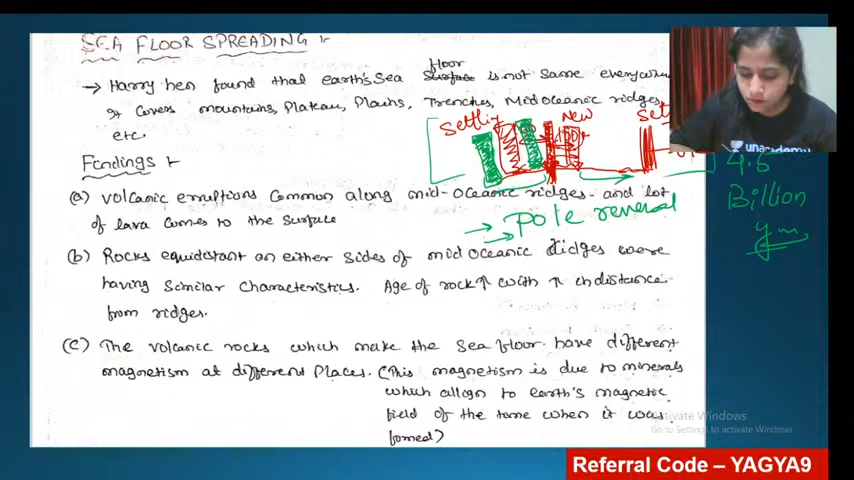 SEA FLOOR SPREADING :-
floor
→ Harry hen found that earth's Sea surface is not same everywhere
It Covers mountains, Plateau, Plains, Trenches, Mid Oceanic ridges
etc.
Settling New
Findings :-
(a) Volcanic eruptions Common along mid-oceanic ridges and lot
of lava comes to the surface
→ Pole reversal
(b) Rocks equidistant on either sides of mid oceanic ridges were
having similar characteristics. Age of rock ↑ with ↑ in distance
from ridges.
(c) The volcanic rocks which make the sea floor have different
magnetism at different Places. (This magnetism is due to minerals
which allign to earth's magnetic
field of the time when it was
formed)
unacademy
4.6
Billion
Activate Windows
Go to Settings to activate Windows
Referral Code – YAGYA9